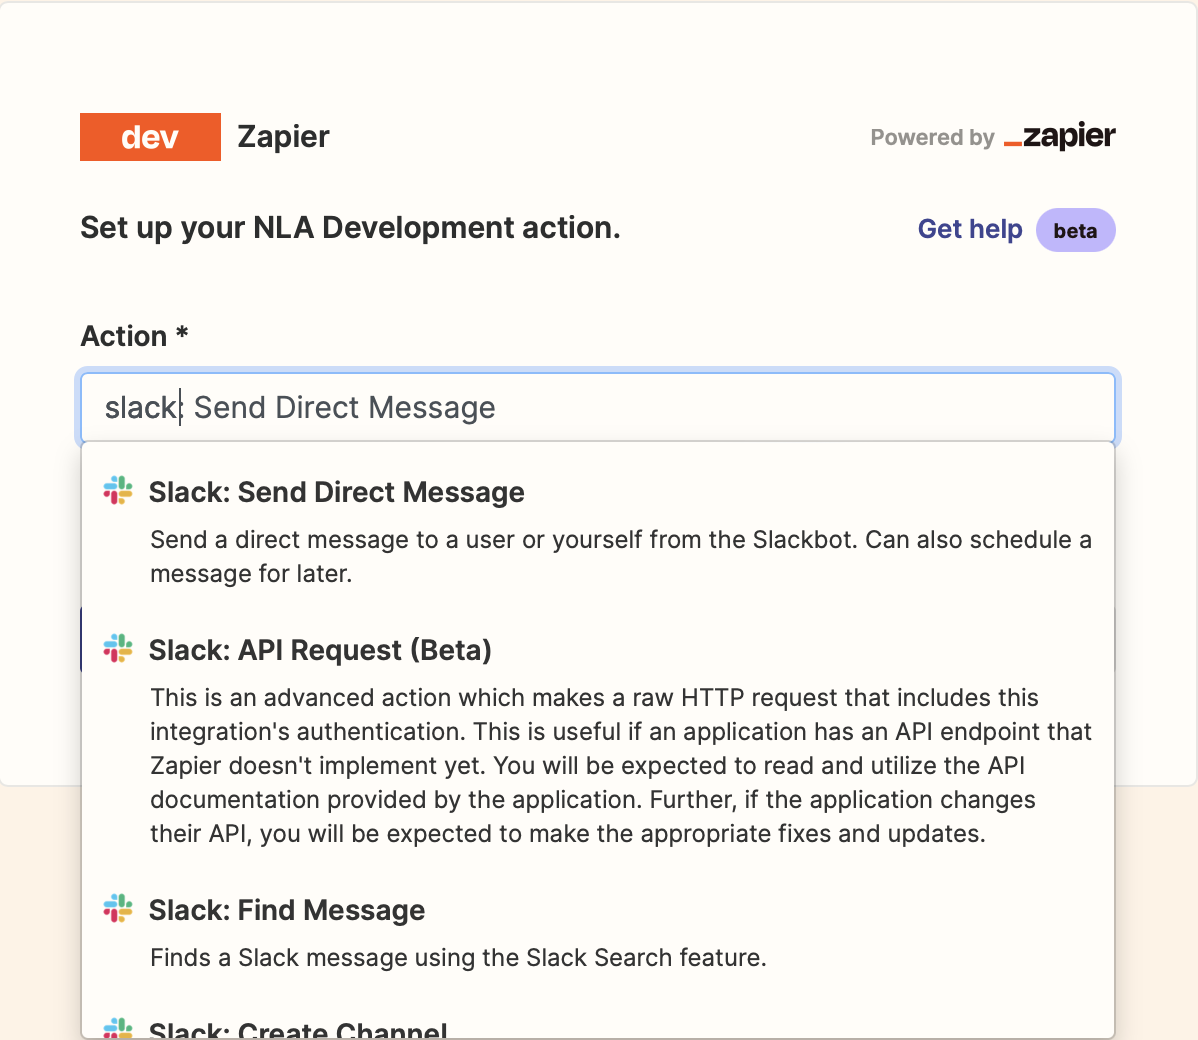 dev Zapier
Powered by zapier
Set up your NLA Development action.
Get help beta
Action *
slack: Send Direct Message
Slack: Send Direct Message
Send a direct message to a user or yourself from the Slackbot. Can also schedule a
message for later.
Slack: API Request (Beta)
This is an advanced action which makes a raw HTTP request that includes this
integration's authentication. This is useful if an application has an API endpoint that
Zapier doesn't implement yet. You will be expected to read and utilize the API
documentation provided by the application. Further, if the application changes
their API, you will be expected to make the appropriate fixes and updates.
Slack: Find Message
Finds a Slack message using the Slack Search feature.
Slack: Create Channel